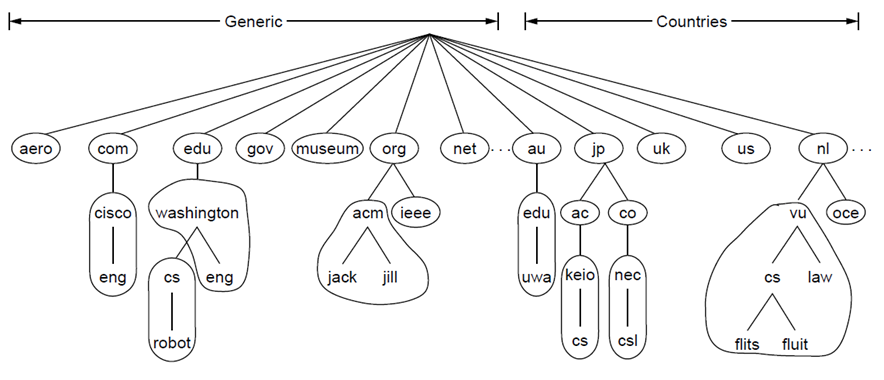 Generic Countries
aero com edu gov museum org net ... au jp uk us nl ...
cisco washington acm ieee edu ac co vu oce
eng cs eng jack jill uwa keio nec cs law
robot cs csl flits fluit